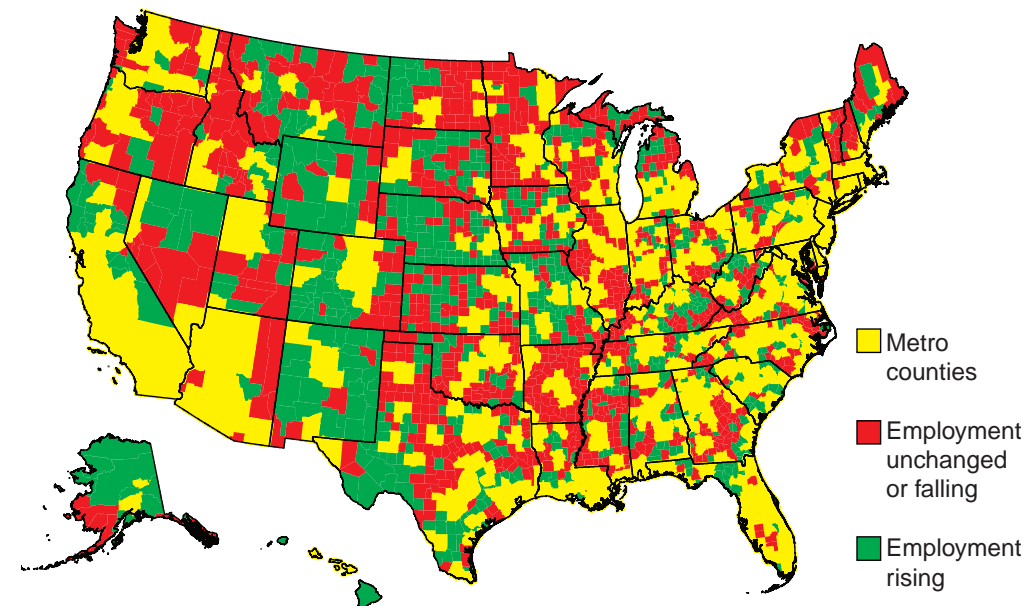 Metro
counties
Employment
unchanged
or falling
Employment
rising